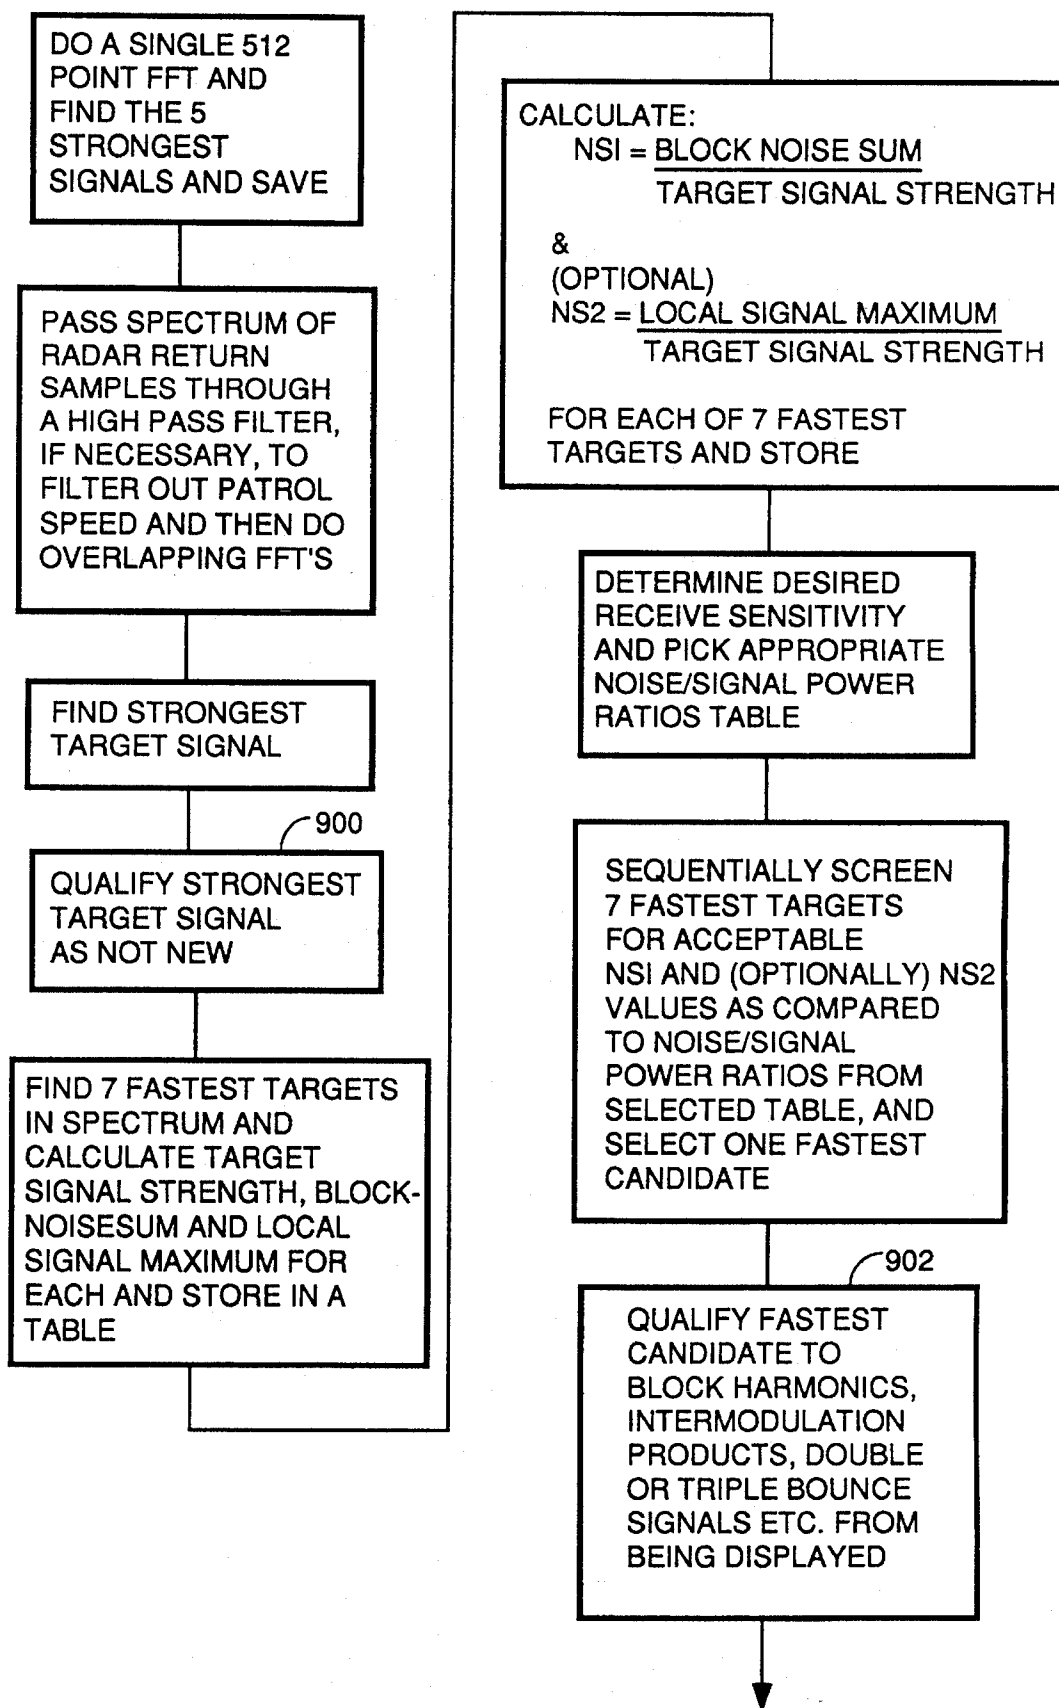 DO A SINGLE 512
POINT FFT AND
FIND THE 5
STRONGEST
SIGNALS AND SAVE
PASS SPECTRUM OF
RADAR RETURN
SAMPLES THROUGH
A HIGH PASS FILTER,
IF NECESSARY, TO
FILTER OUT PATROL
SPEED AND THEN DO
OVERLAPPING FFT'S
FIND STRONGEST
TARGET SIGNAL
900
QUALIFY STRONGEST
TARGET SIGNAL
AS NOT NEW
FIND 7 FASTEST TARGETS
IN SPECTRUM AND
CALCULATE TARGET
SIGNAL STRENGTH, BLOCK-
NOISESUM AND LOCAL
SIGNAL MAXIMUM FOR
EACH AND STORE IN A
TABLE
CALCULATE:
NSI = BLOCK NOISE SUM
TARGET SIGNAL STRENGTH
&
(OPTIONAL)
NS2 = LOCAL SIGNAL MAXIMUM
TARGET SIGNAL STRENGTH
FOR EACH OF 7 FASTEST
TARGETS AND STORE
DETERMINE DESIRED
RECEIVE SENSITIVITY
AND PICK APPROPRIATE
NOISE/SIGNAL POWER
RATIOS TABLE
SEQUENTIALLY SCREEN
7 FASTEST TARGETS
FOR ACCEPTABLE
NSI AND (OPTIONALLY) NS2
VALUES AS COMPARED
TO NOISE/SIGNAL
POWER RATIOS FROM
SELECTED TABLE, AND
SELECT ONE FASTEST
CANDIDATE
902
QUALIFY FASTEST
CANDIDATE TO
BLOCK HARMONICS,
INTERMODULATION
PRODUCTS, DOUBLE
OR TRIPLE BOUNCE
SIGNALS ETC. FROM
BEING DISPLAYED